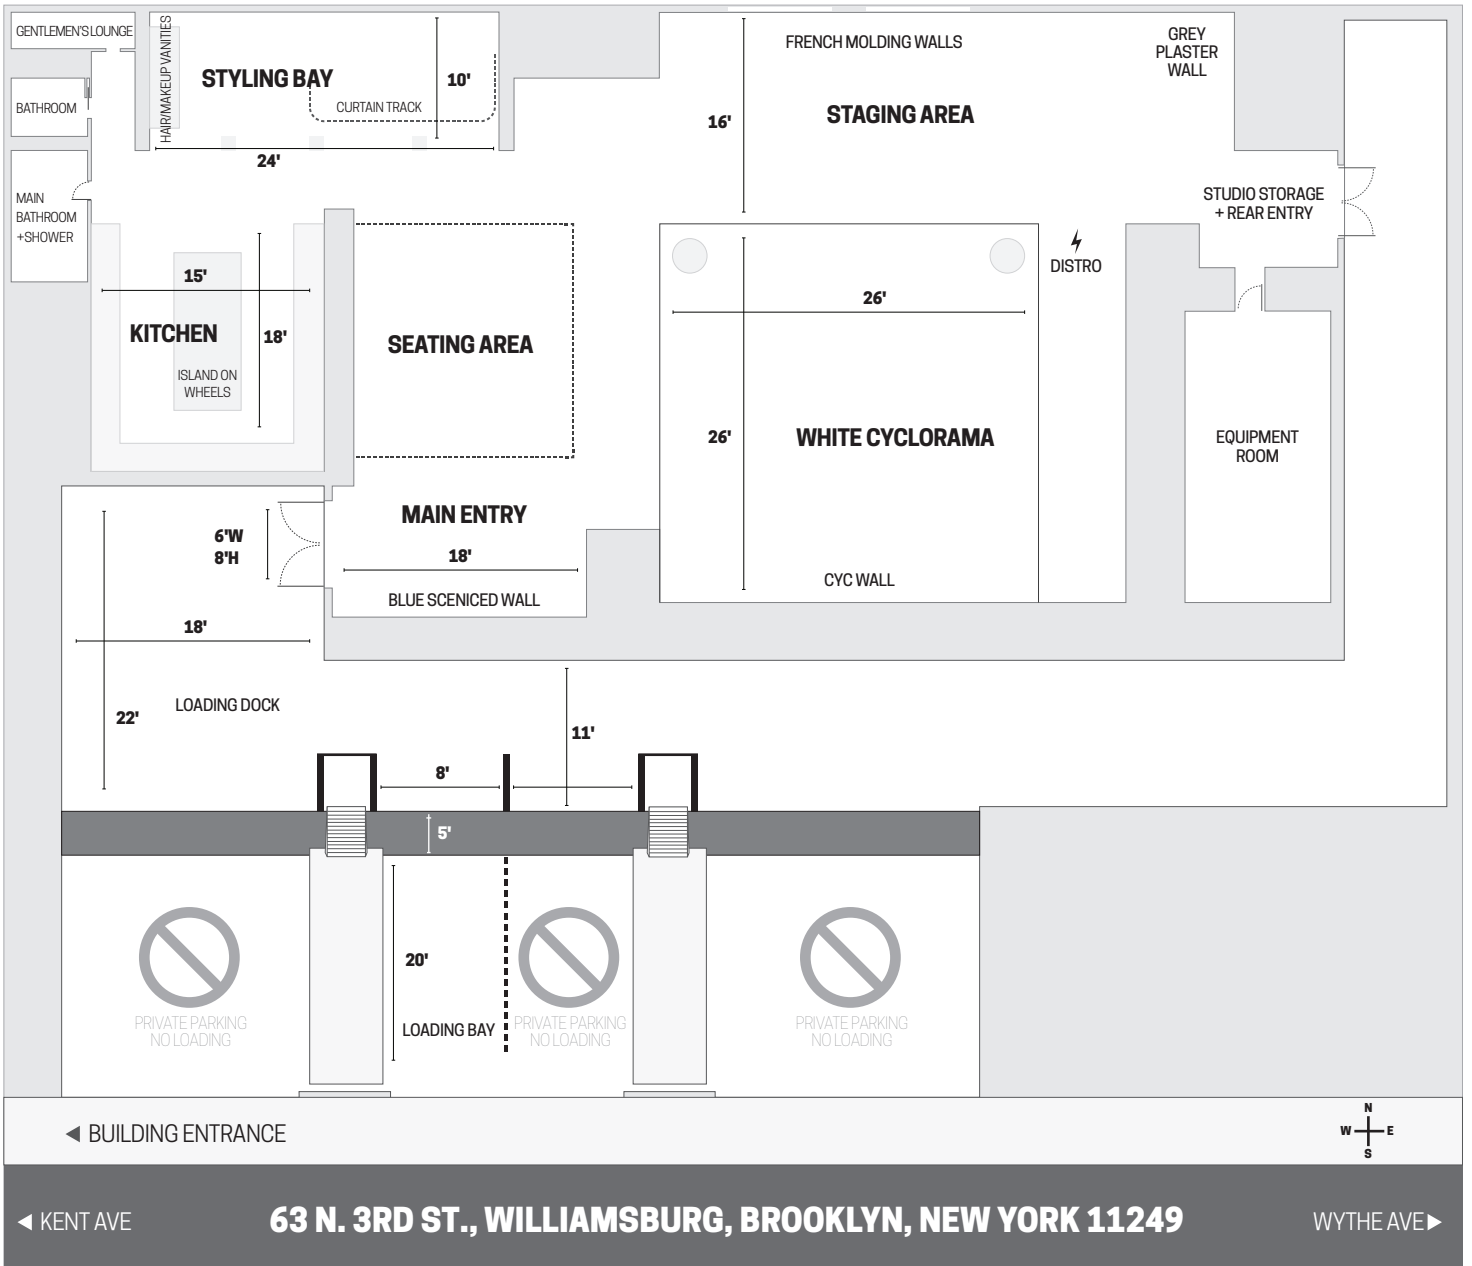 GENTLEMEN'S LOUNGE
HAIR/MAKEUP VANITIES
STYLING BAY
10'
CURTAIN TRACK
24'
BATHROOM
MAIN
BATHROOM
+SHOWER
FRENCH MOLDING WALLS
GREY
PLASTER
WALL
STAGING AREA
16'
STUDIO STORAGE
+ REAR ENTRY
DISTRO
15'
KITCHEN
18'
ISLAND ON
WHEELS
SEATING AREA
26'
26'
WHITE CYCLORAMA
CYC WALL
EQUIPMENT
ROOM
MAIN ENTRY
6'W
8'H
18'
BLUE SCENICED WALL
18'
22'
LOADING DOCK
11'
8'
5'
20'
LOADING BAY
PRIVATE PARKING
NO LOADING
PRIVATE PARKING
NO LOADING
PRIVATE PARKING
NO LOADING
BUILDING ENTRANCE
N
W E
S
KENT AVE
63 N. 3RD ST., WILLIAMSBURG, BROOKLYN, NEW YORK 11249
WYTHE AVE